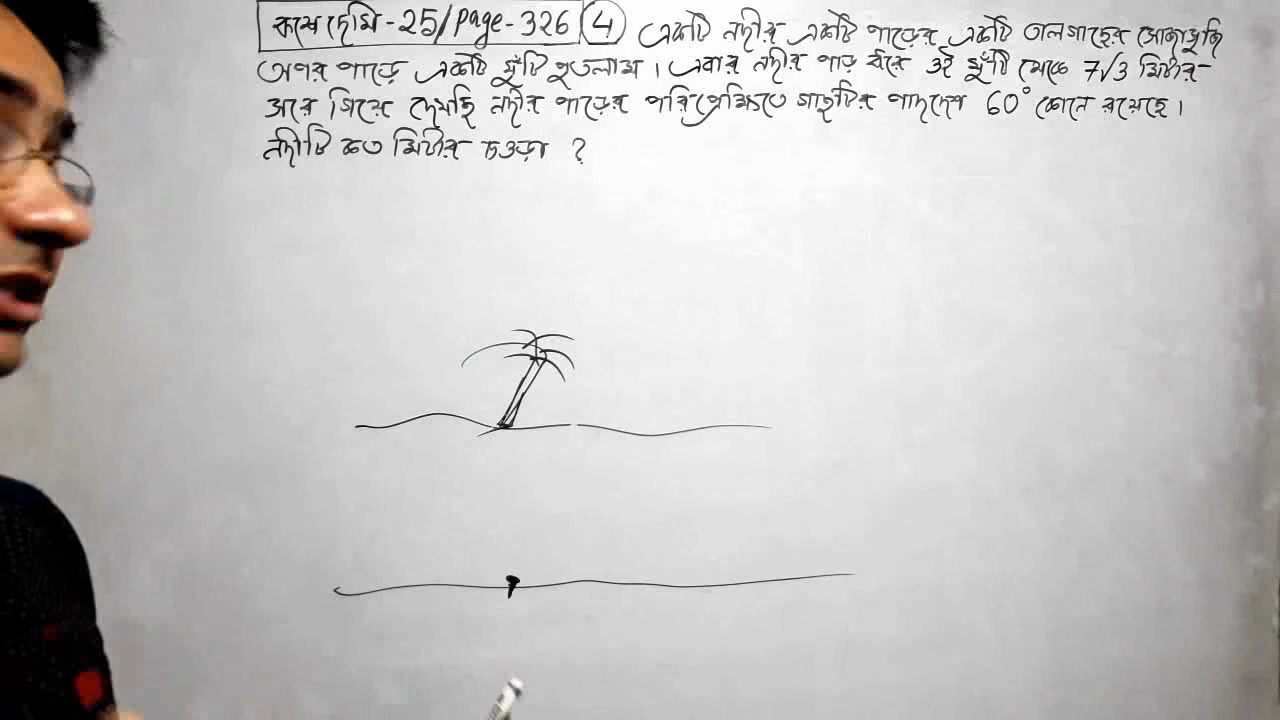 কষে দেখি - 25 / Page - 326 ④ একটি নদীর একটি পাড়ের একটি তালগাছের সোজাসুজি
অপর পাড়ে একটি খুঁটি পুতলাম । এবার নদীর পাড় ধরে ওই খুঁটি থেকে 7√3 মিটার
সরে গিয়ে দেখছি নদীর পাড়ের পরিপ্রেক্ষিতে গাছটির পাদদেশ 60° কোনে রয়েছে ।
নদীটি কত মিটার চওড়া ?